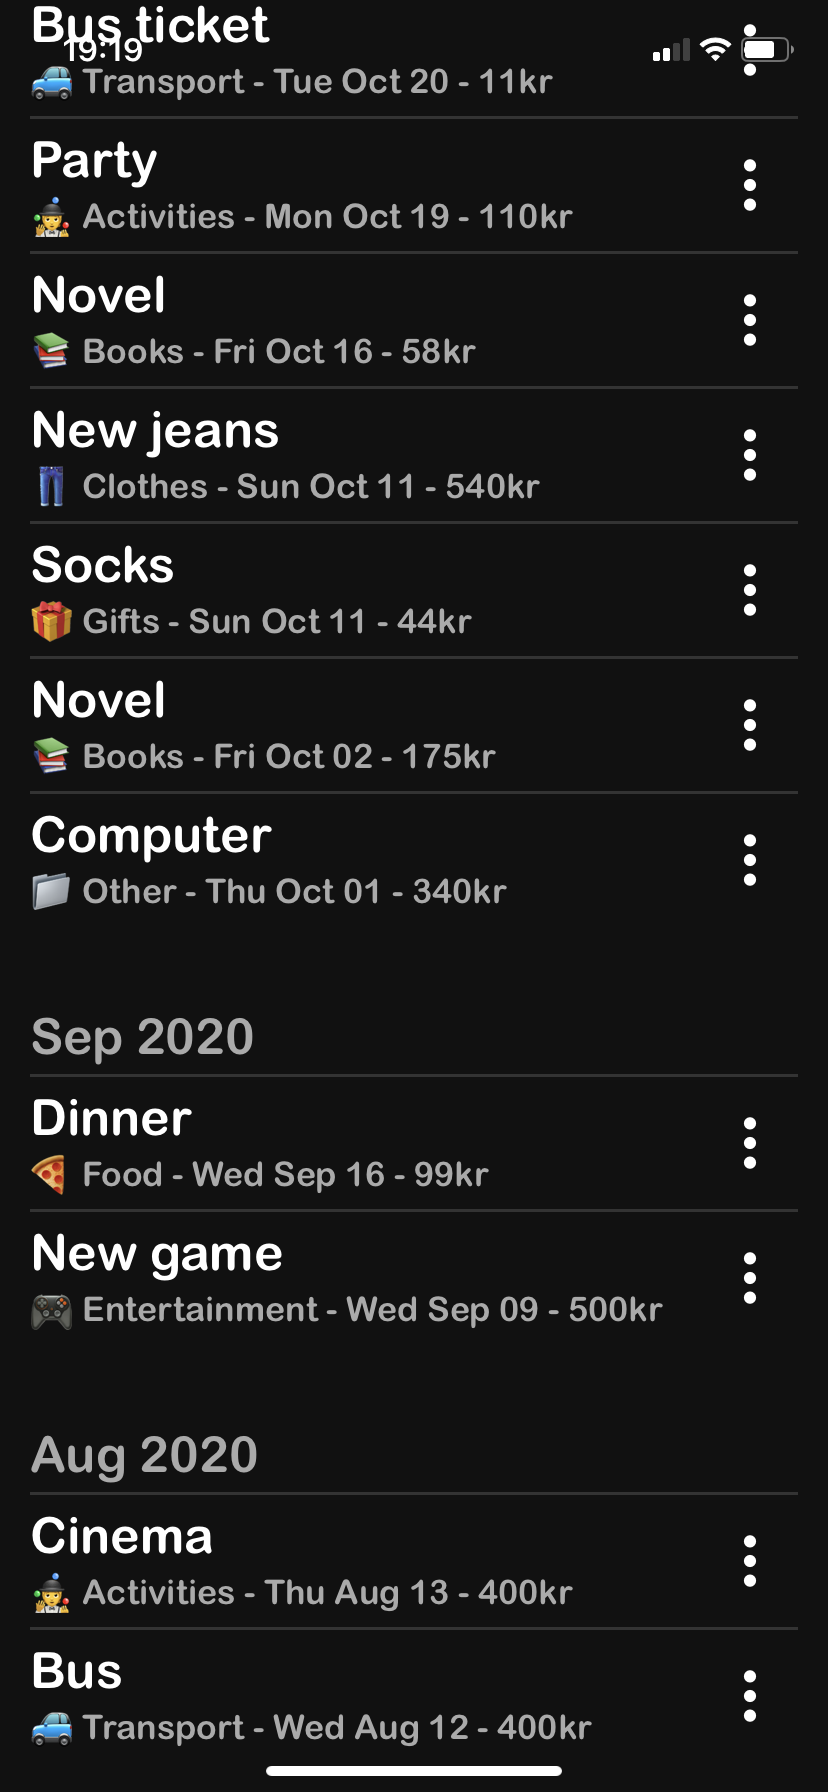 Bus ticket
19:19
Transport - Tue Oct 20 - 11kr
Party
Activities - Mon Oct 19 - 110kr
Novel
Books - Fri Oct 16 - 58kr
New jeans
Clothes - Sun Oct 11 - 540kr
Socks
Gifts - Sun Oct 11 - 44kr
Novel
Books - Fri Oct 02 - 175kr
Computer
Other - Thu Oct 01 - 340kr
Sep 2020
Dinner
Food - Wed Sep 16 - 99kr
New game
Entertainment - Wed Sep 09 - 500kr
Aug 2020
Cinema
Activities - Thu Aug 13 - 400kr
Bus
Transport - Wed Aug 12 - 400kr